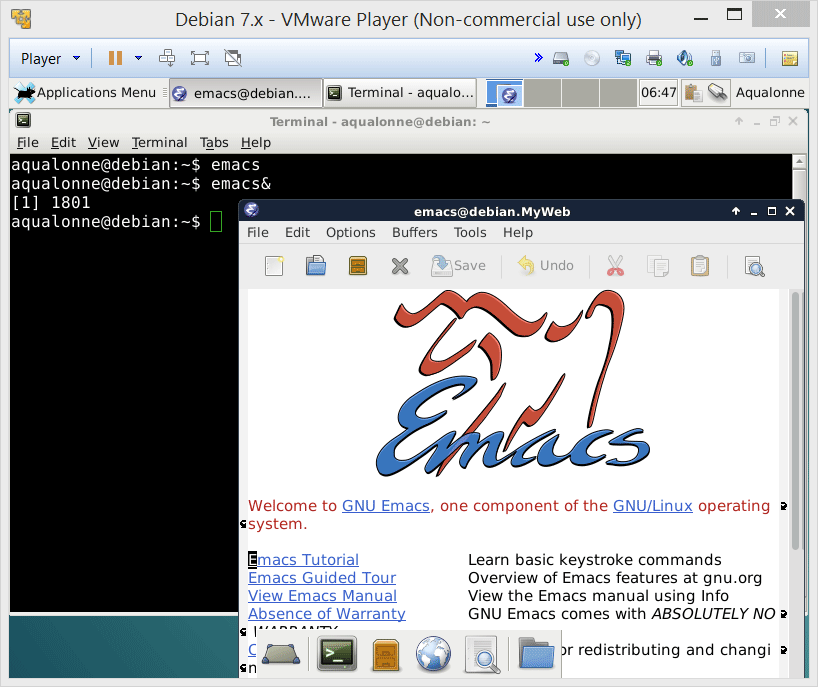 Debian 7.x - VMware Player (Non-commercial use only)
Player
Applications Menu
emacs@debian....
Terminal - aqualo...
06:47
Aqualonne
Terminal - aqualonne@debian: ~
File Edit View Terminal Tabs Help
aqualonne@debian:~$ emacs
aqualonne@debian:~$ emacs&
[1] 1801
aqualonne@debian:~$
emacs@debian.MyWeb
File Edit Options Buffers Tools Help
Save Undo
Emacs
Welcome to GNU Emacs, one component of the GNU/Linux operating
system.
Emacs Tutorial Learn basic keystroke commands
Emacs Guided Tour Overview of Emacs features at gnu.org
View Emacs Manual View the Emacs manual using Info
Absence of Warranty GNU Emacs comes with ABSOLUTELY NO
WARRANTY
or redistributing and changi
n